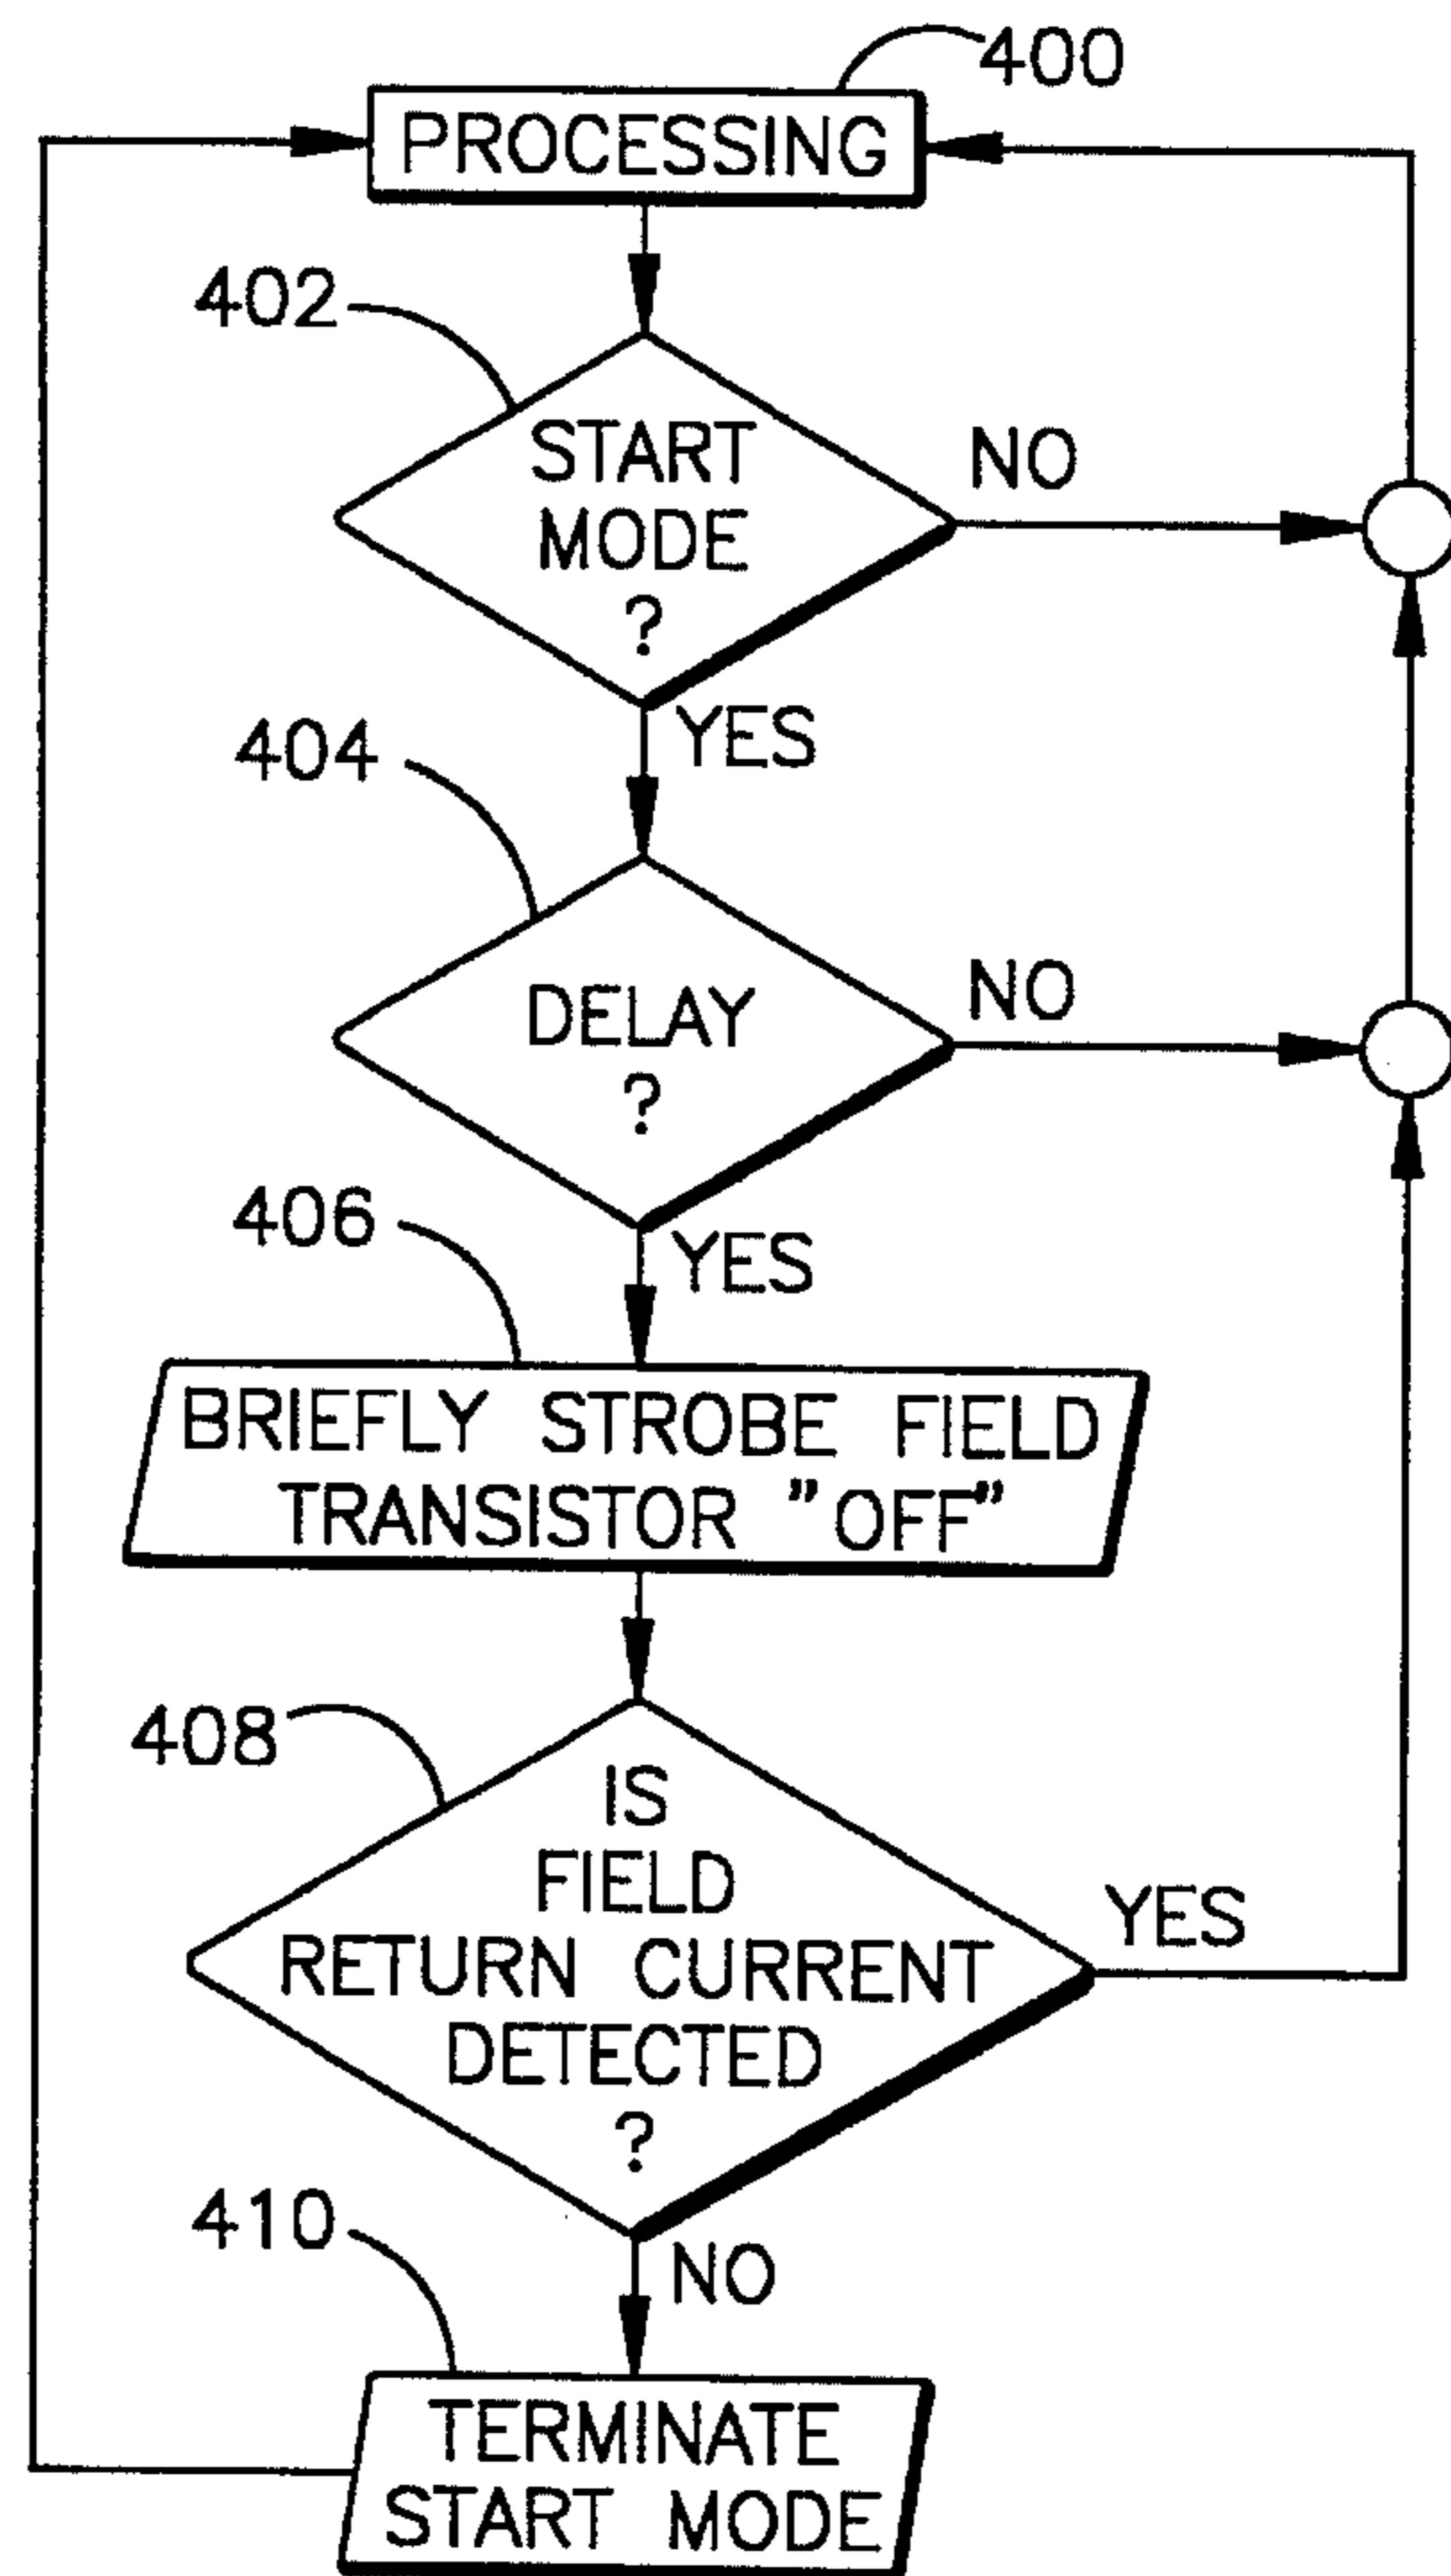 400
PROCESSING
402
START
MODE
?
NO
YES
404
DELAY
?
NO
YES
406
BRIEFLY STROBE FIELD
TRANSISTOR "OFF"
408
IS
FIELD
RETURN CURRENT
DETECTED
?
YES
NO
410
TERMINATE
START MODE